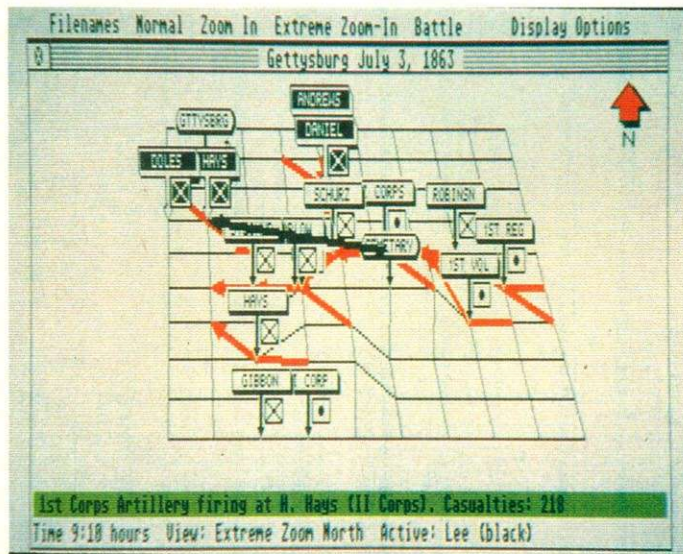 Filenames Normal Zoom In Extreme Zoom-In Battle Display Options
Gettysburg July 3, 1863
ANDREWS
GTTYSBRG
DANIEL
N
DOLES HAYS
SCHURZ CORPS ROBINSN
1ST REG
CEMETARY
1ST VOL
HAYS
GIBBON CORP
1st Corps Artillery firing at H. Hays (II Corps). Casualties: 218
Time 9:10 hours View: Extreme Zoom North Active: Lee (black)